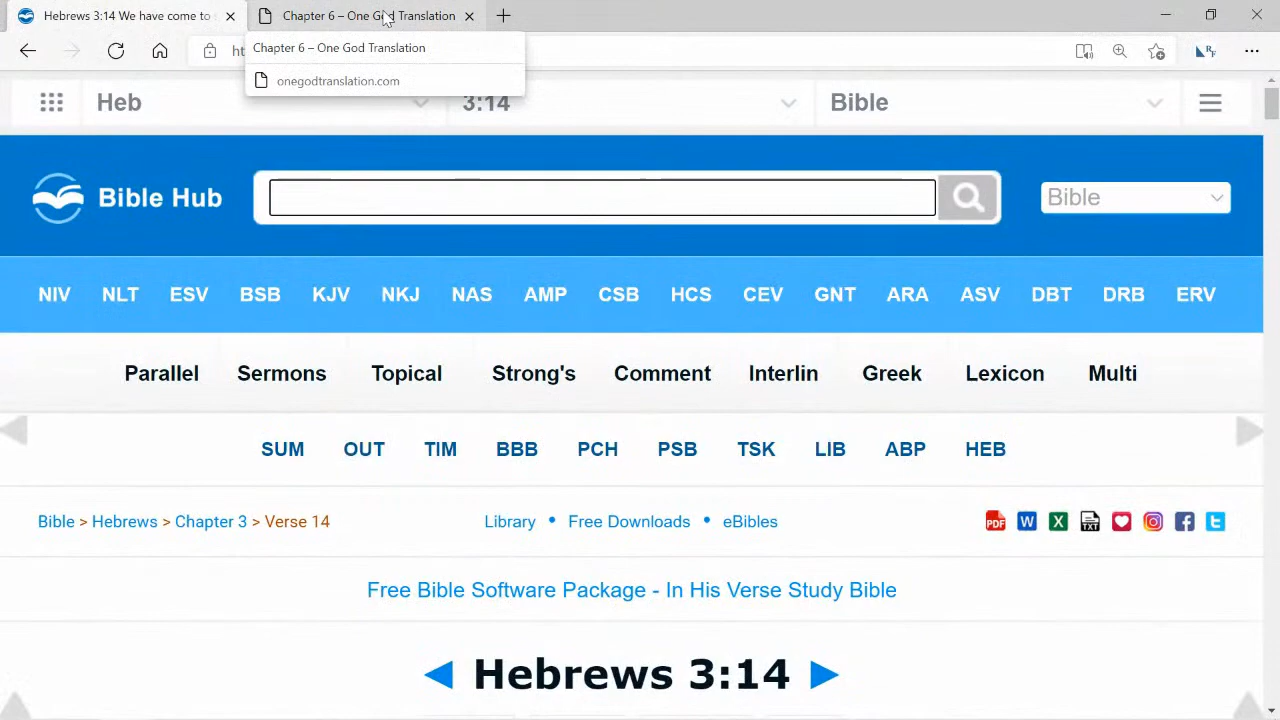 Hebrews 3:14 We have come to
Chapter 6 – One God Translation
Chapter 6 – One God Translation
onegodtranslation.com
Heb
3:14
Bible
Bible Hub
Bible
NIV NLT ESV BSB KJV NKJ NAS AMP CSB HCS CEV GNT ARA ASV DBT DRB ERV
Parallel Sermons Topical Strong's Comment Interlin Greek Lexicon Multi
SUM OUT TIM BBB PCH PSB TSK LIB ABP HEB
Bible > Hebrews > Chapter 3 > Verse 14
Library • Free Downloads • eBibles
PDF W X TXT
Free Bible Software Package - In His Verse Study Bible
◄ Hebrews 3:14 ►